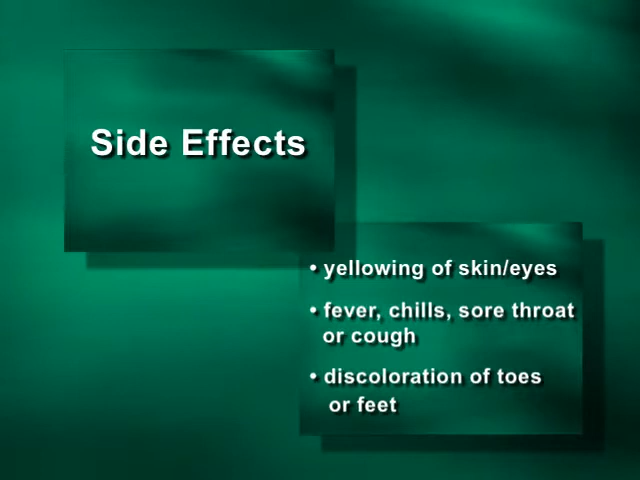 Side Effects
• yellowing of skin/eyes
• fever, chills, sore throat
or cough
• discoloration of toes
or feet